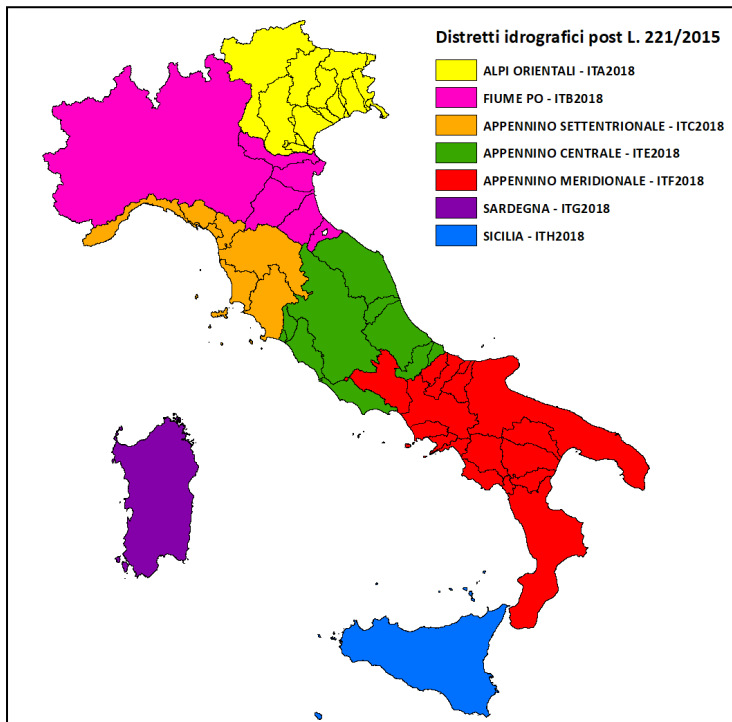 Distretti idrografici post L. 221/2015
ALPI ORIENTALI - ITA2018
FIUME PO - ITB2018
APPENNINO SETTENTRIONALE - ITC2018
APPENNINO CENTRALE - ITE2018
APPENNINO MERIDIONALE - ITF2018
SARDEGNA - ITG2018
SICILIA - ITH2018